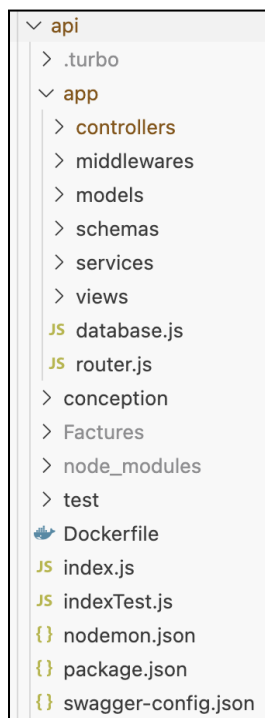 api
.turbo
app
controllers
middlewares
models
schemas
services
views
JS database.js
JS router.js
conception
Factures
node_modules
test
Dockerfile
JS index.js
JS indexTest.js
{} nodemon.json
{} package.json
{} swagger-config.json